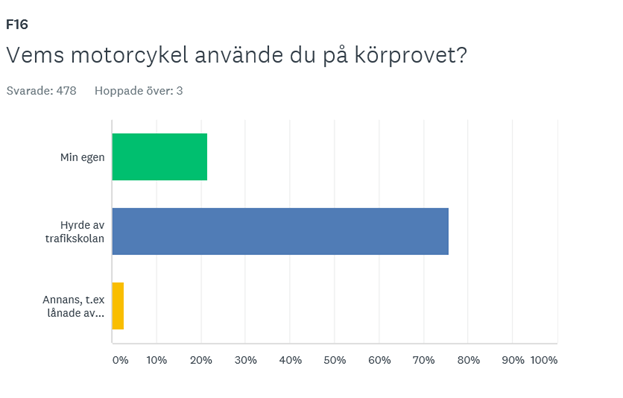 F16
Vems motorcykel använde du på körprovet?
Svarade: 478 Hoppade över: 3
Min egen
Hyrde av
trafikskolan
Annans, t.ex
lånade av...
0% 10% 20% 30% 40% 50% 60% 70% 80% 90% 100%